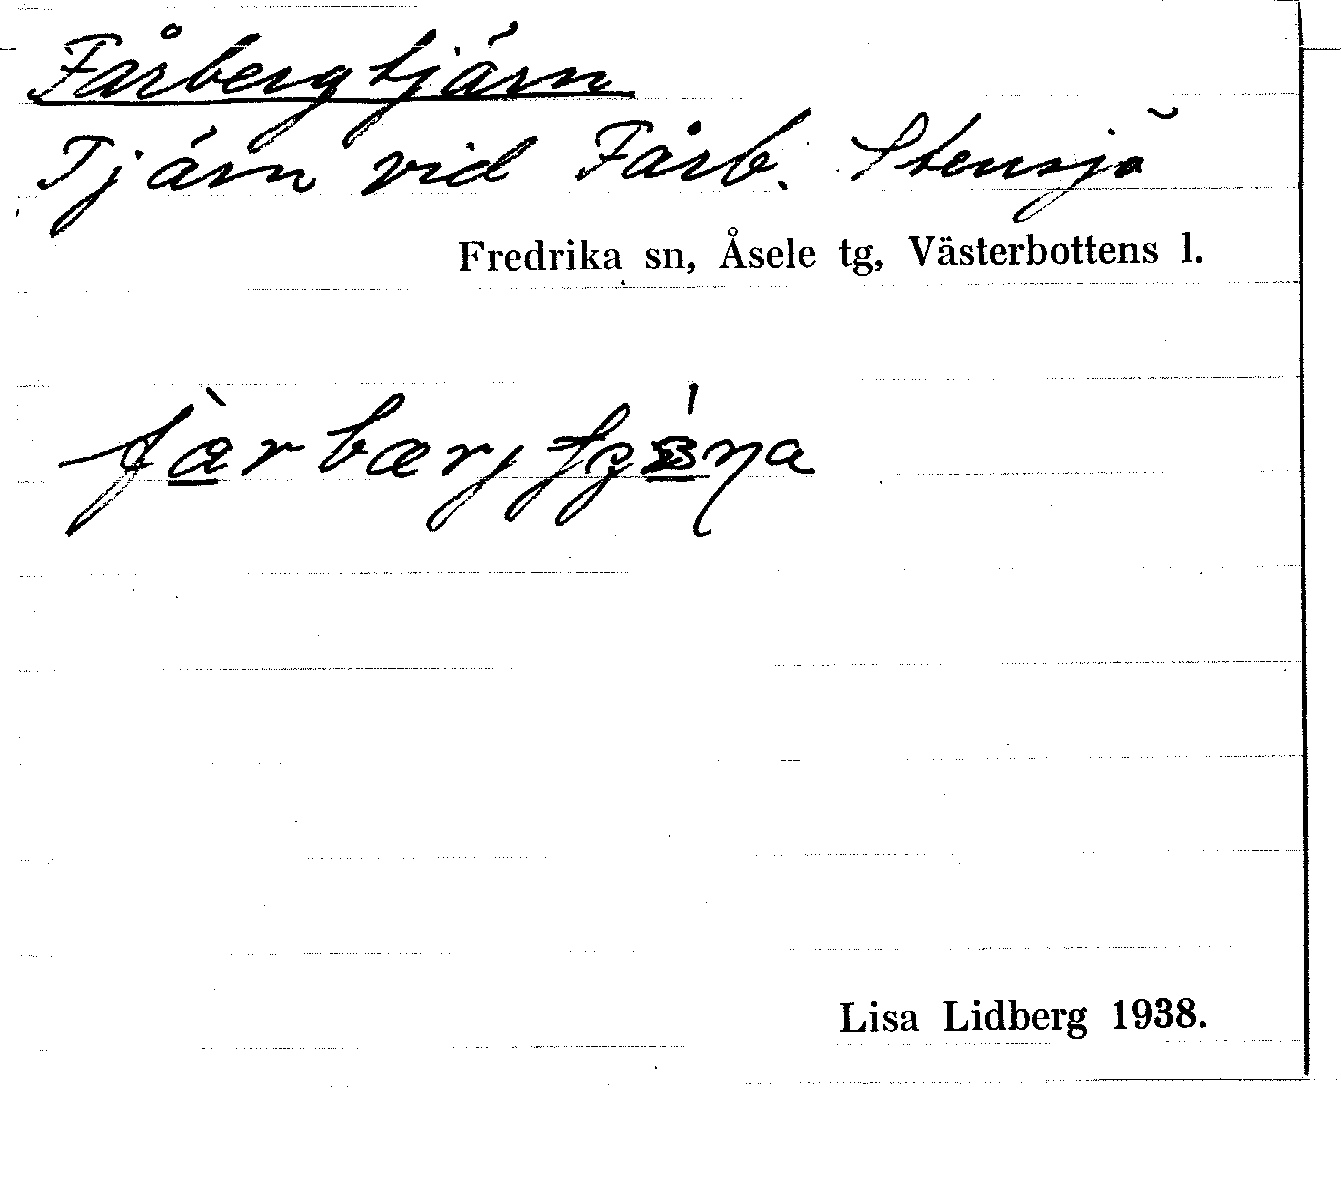 Fårbergtjärn
Tjärn vid Fårb. Stensjö
Fredrika sn, Åsele tg, Västerbottens l.
Lisa Lidberg 1938.